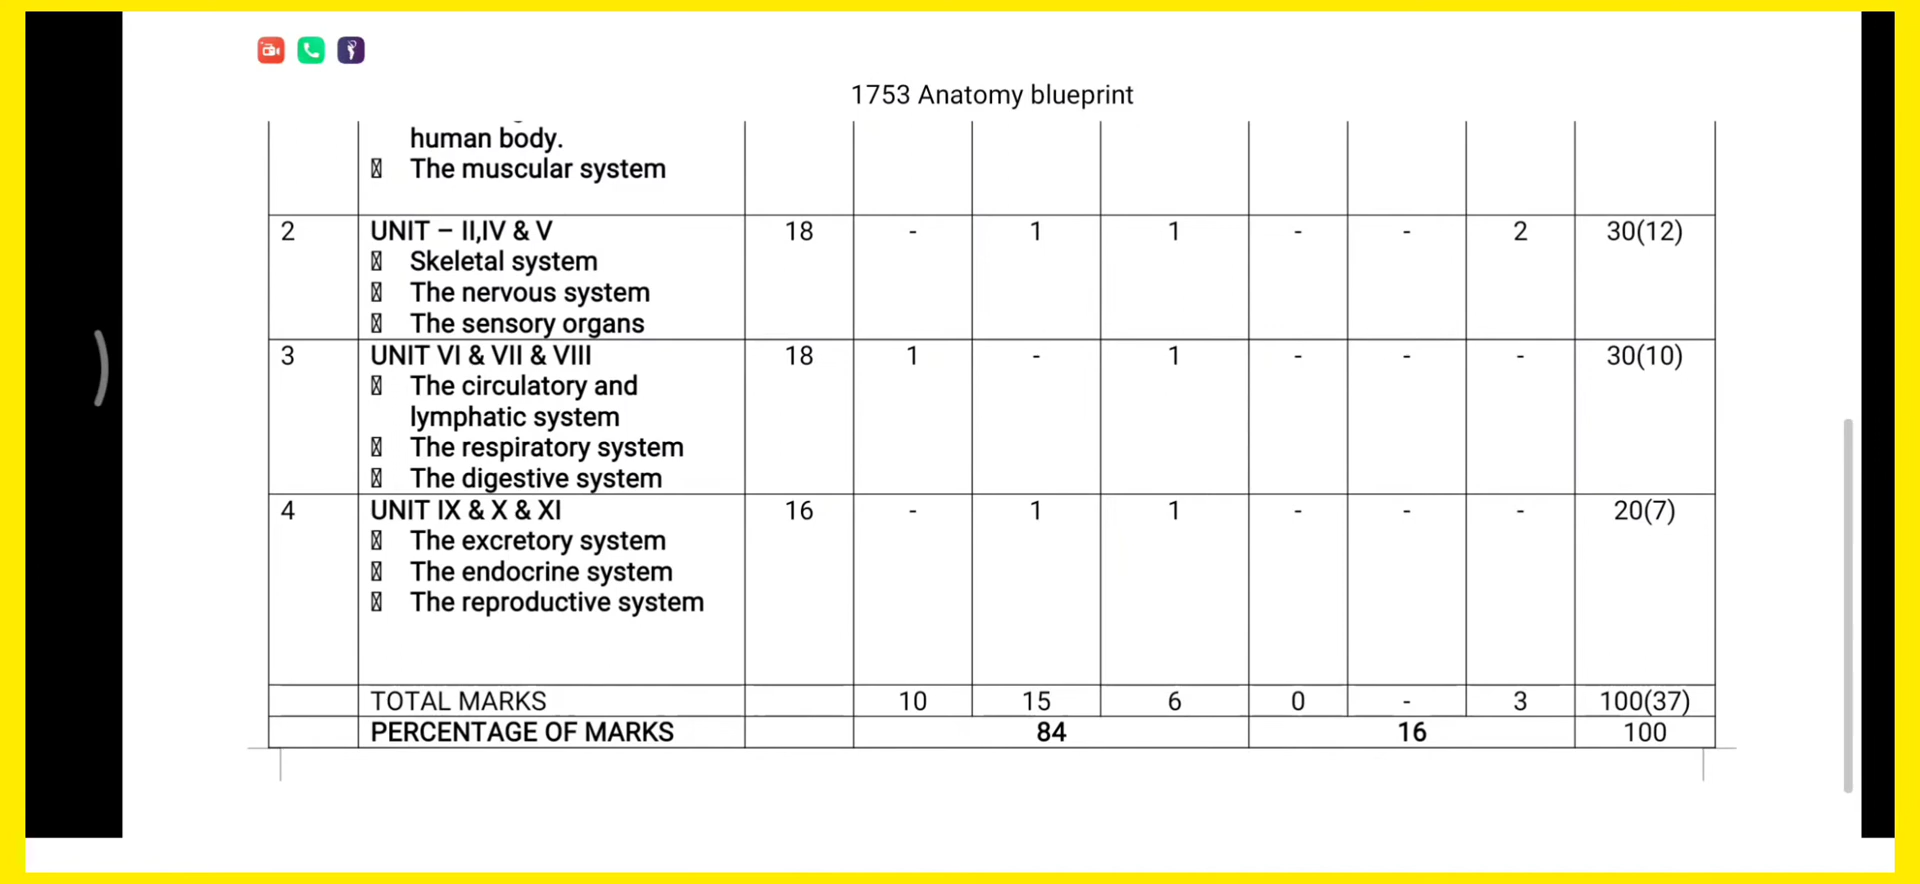 1753 Anatomy blueprint
human body.
The muscular system
2 UNIT – II,IV & V 18 - 1 1 - - 2 30(12)
Skeletal system
The nervous system
The sensory organs
3 UNIT VI & VII & VIII 18 1 - 1 - - - 30(10)
The circulatory and
lymphatic system
The respiratory system
The digestive system
4 UNIT IX & X & XI 16 - 1 1 - - - 20(7)
The excretory system
The endocrine system
The reproductive system
TOTAL MARKS 10 15 6 0 - 3 100(37)
PERCENTAGE OF MARKS 84 16 100